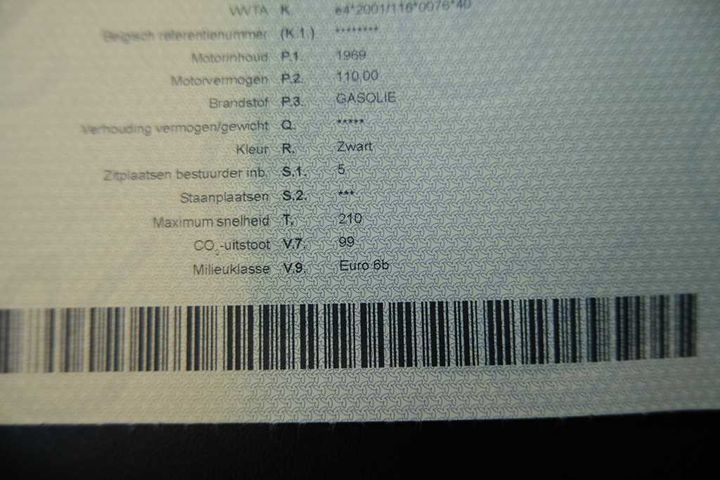 WVTA K. e4*2001/116*0076*40
Belgisch referentienummer (K.1.) ********
Motorinhoud P.1. 1969
Motorvermogen P.2. 110,00
Brandstof P.3. GASOLIE
Verhouding vermogen/gewicht Q. *****
Kleur R. Zwart
Zitplaatsen bestuurder inb. S.1. 5
Staanplaatsen S.2. ***
Maximum snelheid T. 210
CO₂-uitstoot V.7. 99
Milieuklasse V.9. Euro 6b